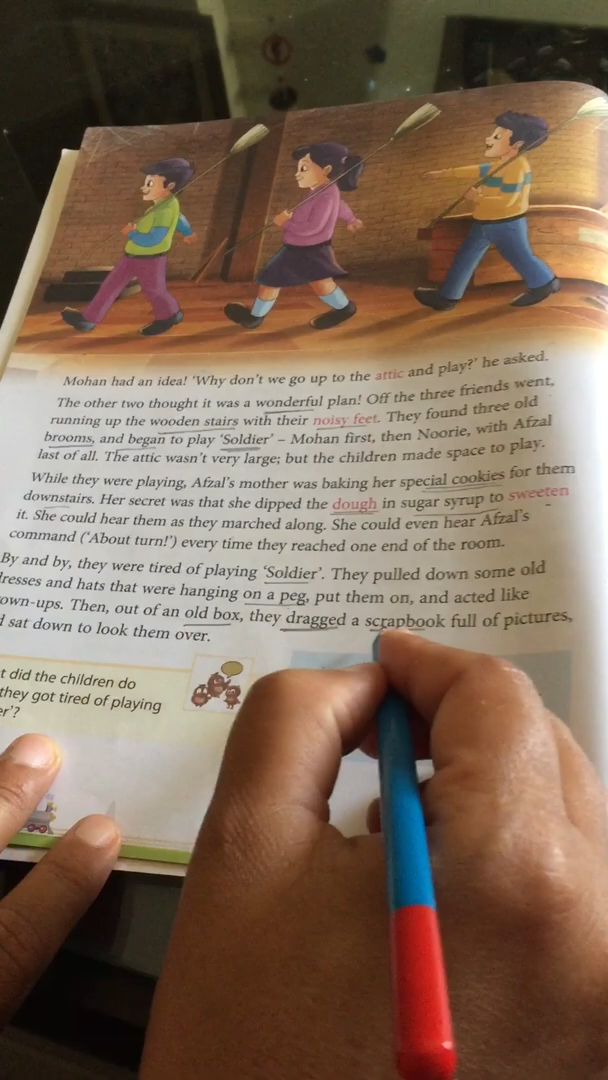 Mohan had an idea! 'Why don't we go up to the attic and play?' he asked.
The other two thought it was a wonderful plan! Off the three friends went,
running up the wooden stairs with their noisy feet. They found three old
brooms, and began to play 'Soldier' – Mohan first, then Noorie, with Afzal
last of all. The attic wasn't very large; but the children made space to play.
While they were playing, Afzal's mother was baking her special cookies for them
downstairs. Her secret was that she dipped the dough in sugar syrup to sweeten
it. She could hear them as they marched along. She could even hear Afzal's
command ('About turn!') every time they reached one end of the room.
By and by, they were tired of playing 'Soldier'. They pulled down some old
resses and hats that were hanging on a peg, put them on, and acted like
own-ups. Then, out of an old box, they dragged a scrapbook full of pictures,
sat down to look them over.
t did the children do
they got tired of playing
er'?